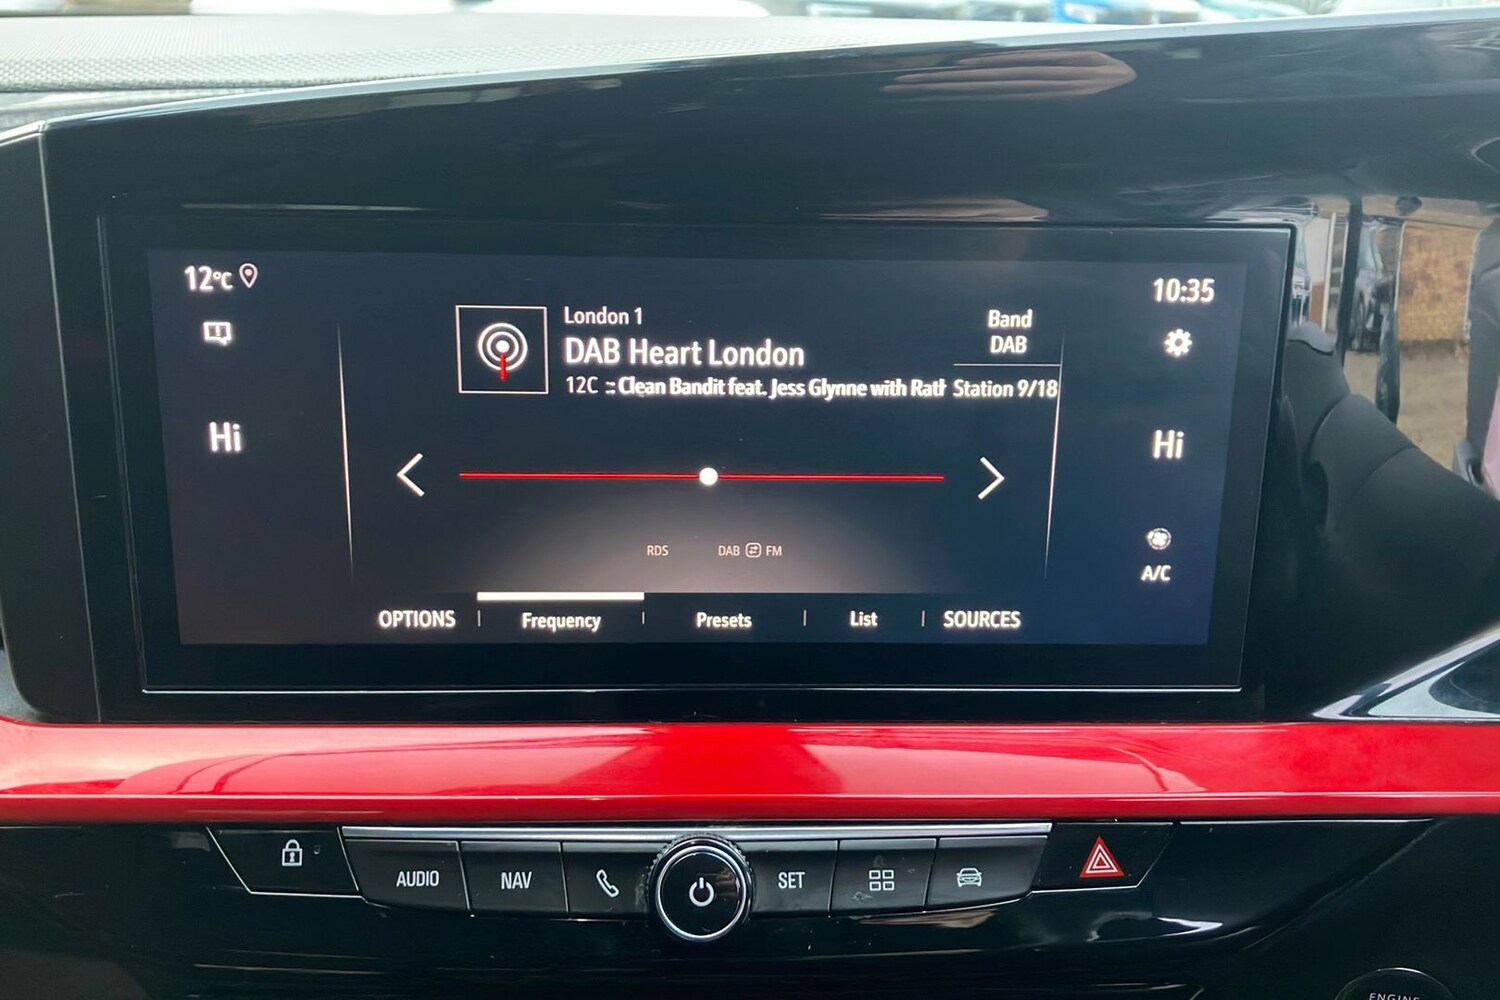 12°C
10:35
London 1
DAB Heart London
12C :: Clean Bandit feat. Jess Glynne with
Band
DAB
Station 9/18
Hi
Hi
RDS
DAB FM
A/C
OPTIONS
Frequency
Presets
List
SOURCES
AUDIO
NAV
SET
ENGINE